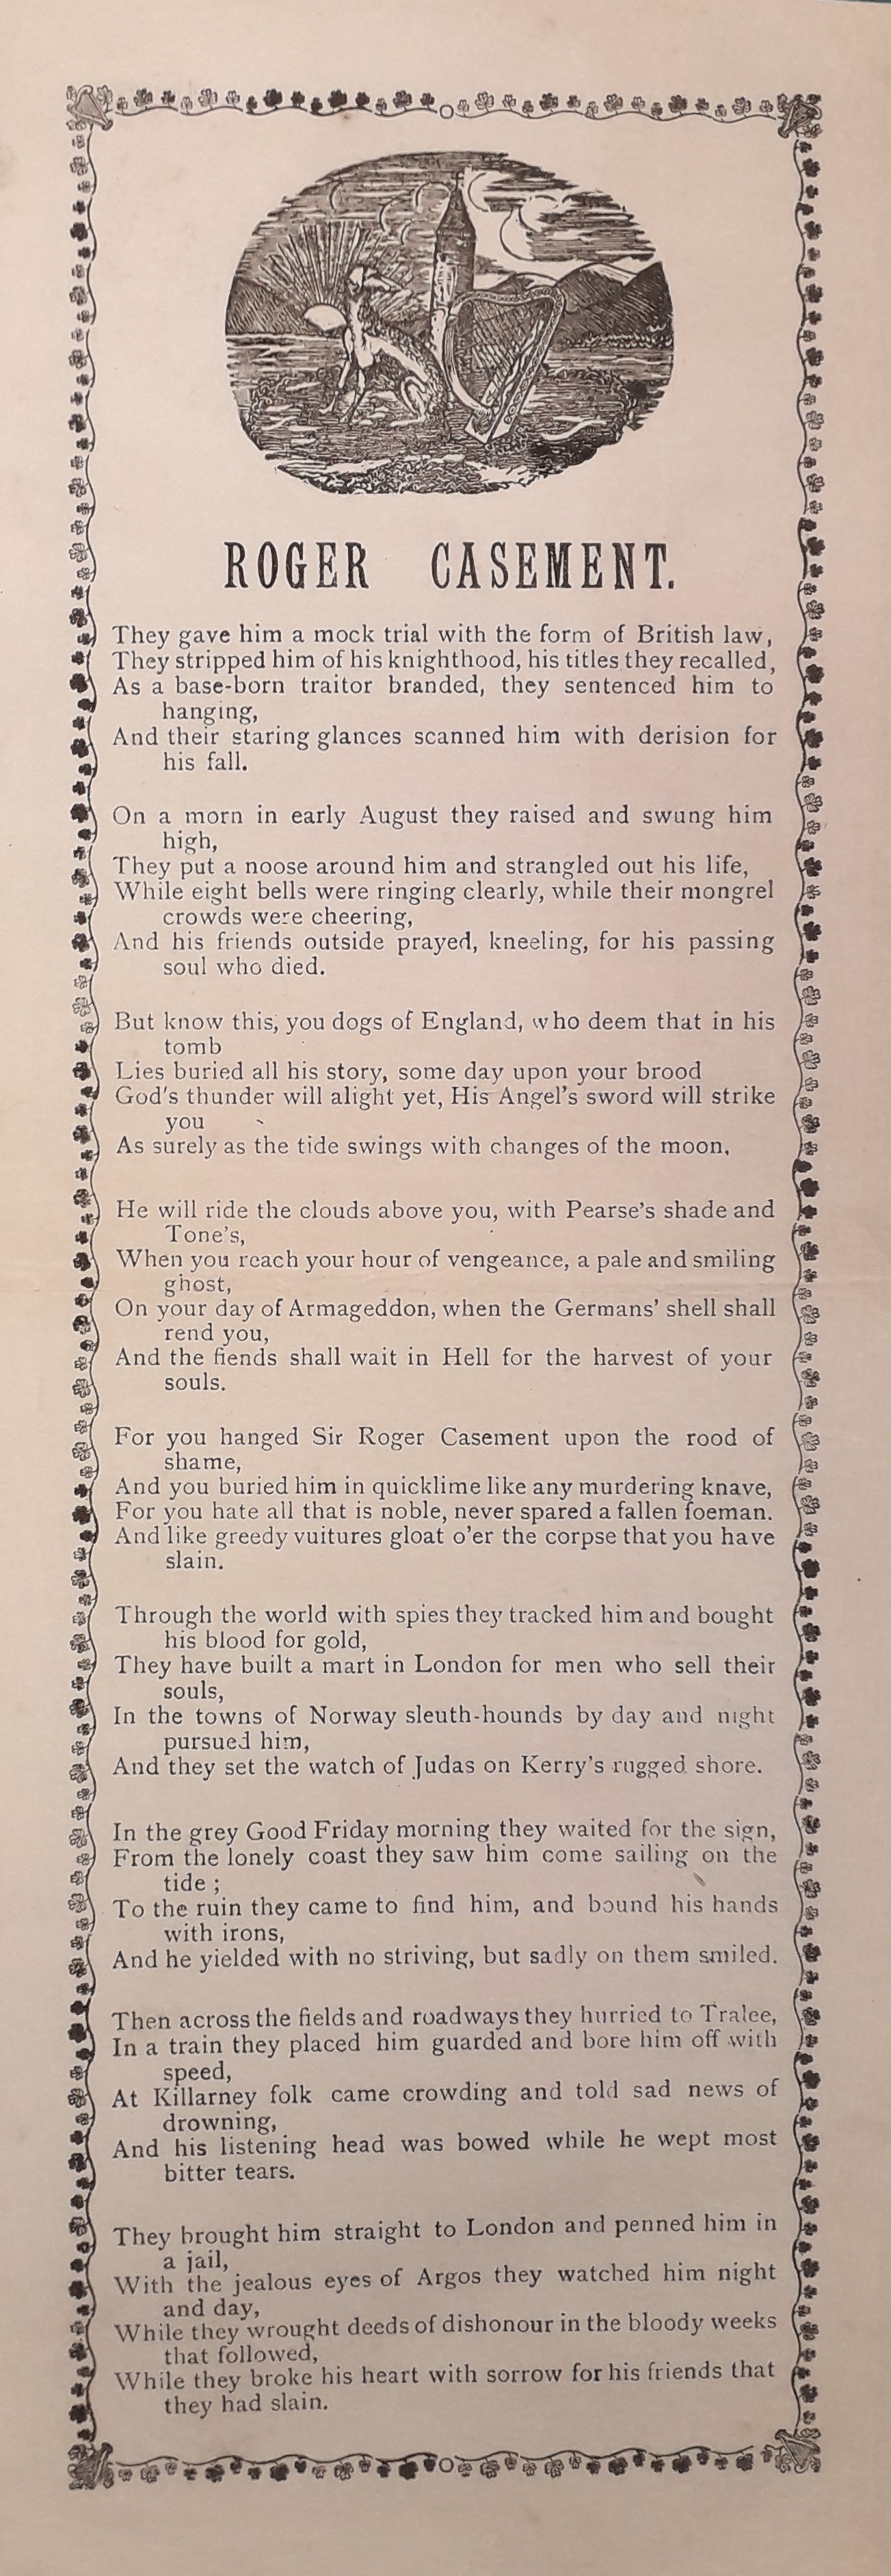 ROGER CASEMENT.
They gave him a mock trial with the form of British law,
They stripped him of his knighthood, his titles they recalled,
As a base-born traitor branded, they sentenced him to
hanging,
And their staring glances scanned him with derision for
his fall.
On a morn in early August they raised and swung him
high,
They put a noose around him and strangled out his life,
While eight bells were ringing clearly, while their mongrel
crowds were cheering,
And his friends outside prayed, kneeling, for his passing
soul who died.
But know this, you dogs of England, who deem that in his
tomb
Lies buried all his story, some day upon your brood
God's thunder will alight yet, His Angel's sword will strike
you
As surely as the tide swings with changes of the moon.
He will ride the clouds above you, with Pearse's shade and
Tone's,
When you reach your hour of vengeance, a pale and smiling
ghost,
On your day of Armageddon, when the Germans' shell shall
rend you,
And the fiends shall wait in Hell for the harvest of your
souls.
For you hanged Sir Roger Casement upon the rood of
shame,
And you buried him in quicklime like any murdering knave,
For you hate all that is noble, never spared a fallen foeman.
And like greedy vuitures gloat o'er the corpse that you have
slain.
Through the world with spies they tracked him and bought
his blood for gold,
They have built a mart in London for men who sell their
souls,
In the towns of Norway sleuth-hounds by day and night
pursued him,
And they set the watch of Judas on Kerry's rugged shore.
In the grey Good Friday morning they waited for the sign,
From the lonely coast they saw him come sailing on the
tide ;
To the ruin they came to find him, and bound his hands
with irons,
And he yielded with no striving, but sadly on them smiled.
Then across the fields and roadways they hurried to Tralee,
In a train they placed him guarded and bore him off with
speed,
At Killarney folk came crowding and told sad news of
drowning,
And his listening head was bowed while he wept most
bitter tears.
They brought him straight to London and penned him in
a jail,
With the jealous eyes of Argos they watched him night
and day,
While they wrought deeds of dishonour in the bloody weeks
that followed,
While they broke his heart with sorrow for his friends that
they had slain.